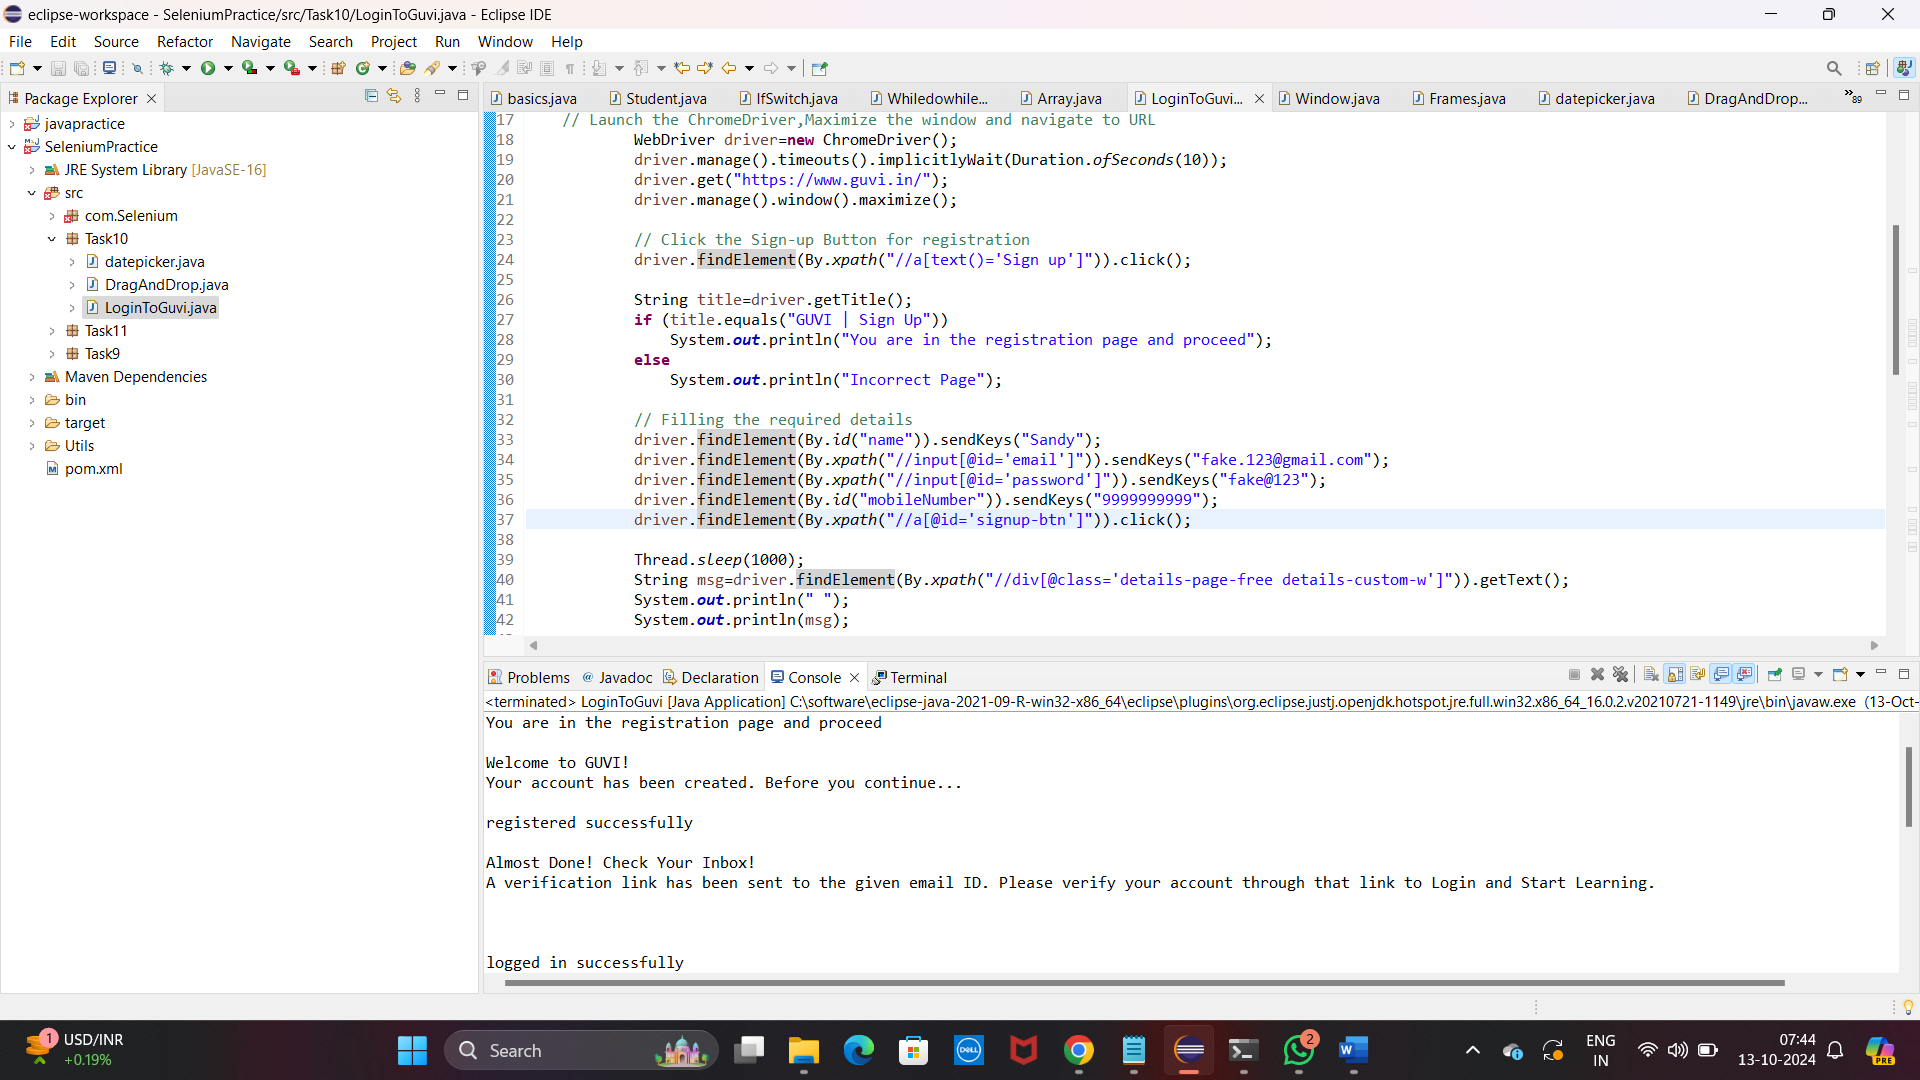 eclipse-workspace - SeleniumPractice/src/Task10/LoginToGuvi.java - Eclipse IDE
File Edit Source Refactor Navigate Search Project Run Window Help
Package Explorer
javapractice
SeleniumPractice
JRE System Library [JavaSE-16]
src
com.Selenium
Task10
datepicker.java
DragAndDrop.java
LoginToGuvi.java
Task11
Task9
Maven Dependencies
bin
target
Utils
pom.xml
basics.java Student.java IfSwitch.java Whiledowhile... Array.java LoginToGuvi... Window.java Frames.java datepicker.java DragAndDrop... »89
17 // Launch the ChromeDriver,Maximize the window and navigate to URL
18 WebDriver driver=new ChromeDriver();
19 driver.manage().timeouts().implicitlyWait(Duration.ofSeconds(10));
20 driver.get("https://www.guvi.in/");
21 driver.manage().window().maximize();
22
23 // Click the Sign-up Button for registration
24 driver.findElement(By.xpath("//a[text()='Sign up']")).click();
25
26 String title=driver.getTitle();
27 if (title.equals("GUVI | Sign Up"))
28 System.out.println("You are in the registration page and proceed");
29 else
30 System.out.println("Incorrect Page");
31
32 // Filling the required details
33 driver.findElement(By.id("name")).sendKeys("Sandy");
34 driver.findElement(By.xpath("//input[@id='email']")).sendKeys("fake.123@gmail.com");
35 driver.findElement(By.xpath("//input[@id='password']")).sendKeys("fake@123");
36 driver.findElement(By.id("mobileNumber")).sendKeys("9999999999");
37 driver.findElement(By.xpath("//a[@id='signup-btn']")).click();
38
39 Thread.sleep(1000);
40 String msg=driver.findElement(By.xpath("//div[@class='details-page-free details-custom-w']")).getText();
41 System.out.println(" ");
42 System.out.println(msg);
Problems @ Javadoc Declaration Console Terminal
<terminated> LoginToGuvi [Java Application] C:\software\eclipse-java-2021-09-R-win32-x86_64\eclipse\plugins\org.eclipse.justj.openjdk.hotspot.jre.full.win32.x86_64_16.0.2.v20210721-1149\jre\bin\javaw.exe (13-Oct-
You are in the registration page and proceed
Welcome to GUVI!
Your account has been created. Before you continue...
registered successfully
Almost Done! Check Your Inbox!
A verification link has been sent to the given email ID. Please verify your account through that link to Login and Start Learning.
logged in successfully
1 USD/INR
+0.19%
Search
DELL
2
ENG
IN
07:44
13-10-2024
PRE